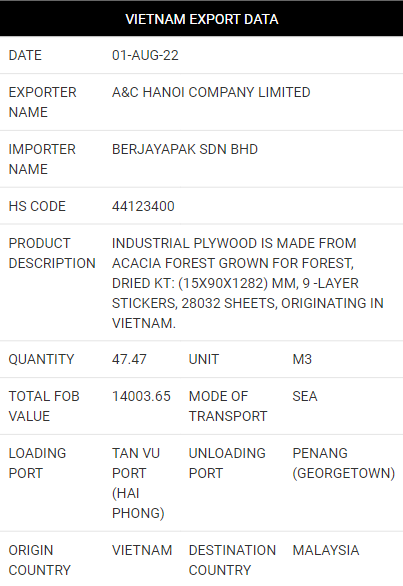 VIETNAM EXPORT DATA
DATE 01-AUG-22
EXPORTER A&C HANOI COMPANY LIMITED
NAME
IMPORTER BERJAYAPAK SDN BHD
NAME
HS CODE 44123400
PRODUCT INDUSTRIAL PLYWOOD IS MADE FROM
DESCRIPTION ACACIA FOREST GROWN FOR FOREST,
DRIED KT: (15X90X1282) MM, 9 -LAYER
STICKERS, 28032 SHEETS, ORIGINATING IN
VIETNAM.
QUANTITY 47.47 UNIT M3
TOTAL FOB 14003.65 MODE OF SEA
VALUE TRANSPORT
LOADING TAN VU UNLOADING PENANG
PORT PORT PORT (GEORGETOWN)
(HAI
PHONG)
ORIGIN VIETNAM DESTINATION MALAYSIA
COUNTRY COUNTRY